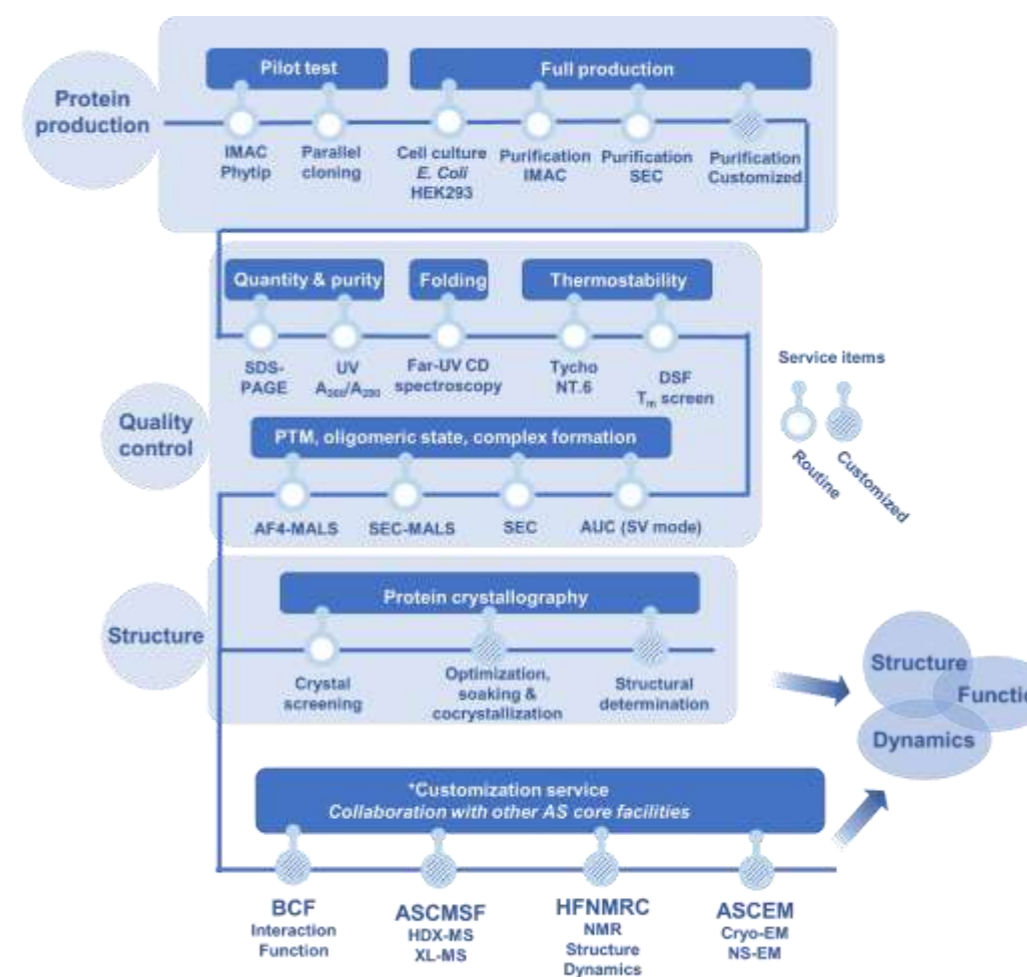 Protein
production
Pilot test
Full production
IMAC
Phytip
Parallel
cloning
Cell culture
E. Coli
HEK293
Purification
IMAC
Purification
SEC
Purification
Customized
Quality
control
Quantity & purity
Folding
Thermostability
SDS-
PAGE
UV
A₂₆₀/A₂₈₀
Far-UV CD
spectroscopy
Tycho
NT.6
DSF
Tₘ screen
PTM, oligomeric state, complex formation
AF4-MALS
SEC-MALS
SEC
AUC (SV mode)
Service items
Routine
Customized
Structure
Protein crystallography
Crystal
screening
Optimization,
soaking &
cocrystallization
Structural
determination
Structure
Functio
Dynamics
*Customization service
Collaboration with other AS core facilities
BCF
Interaction
Function
ASCMSF
HDX-MS
XL-MS
HFNMRC
NMR
Structure
Dynamics
ASCEM
Cryo-EM
NS-EM